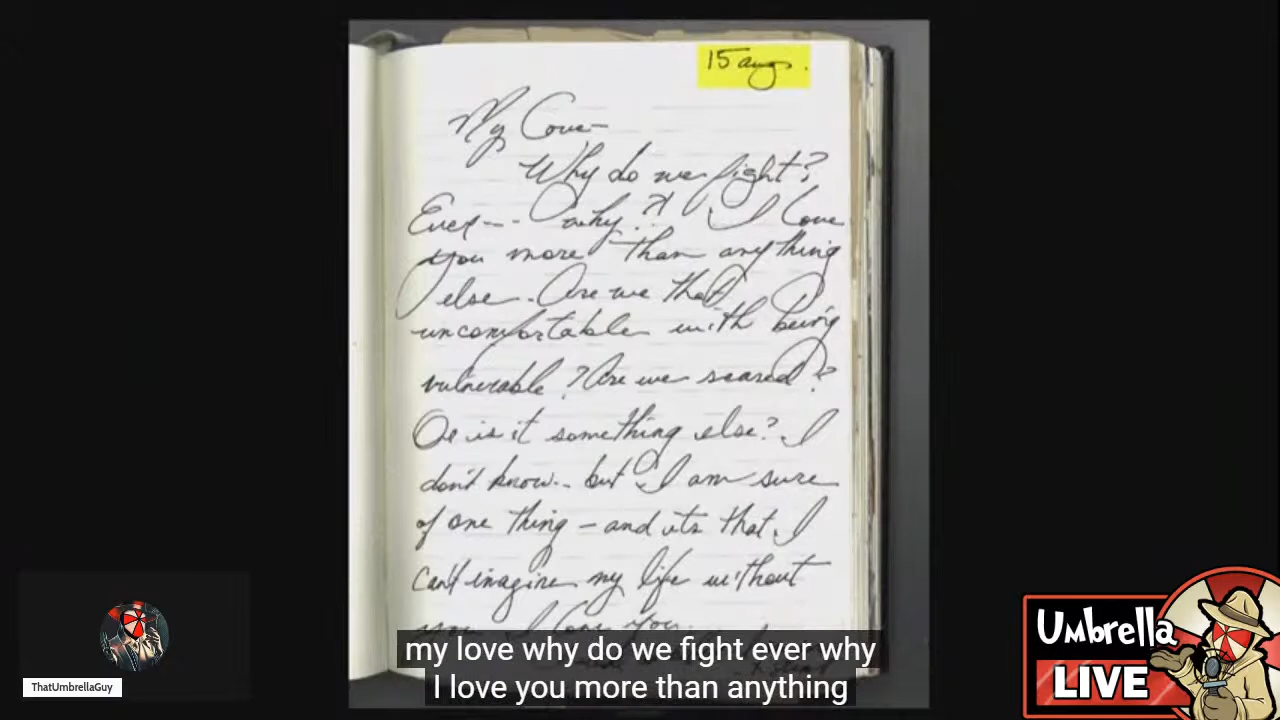 15 aug.
My Love-
Why do we fight?
Ever-- why?? I love
you more than anything
else. Are we that
uncomfortable with being
vulnerable? Are we scared?
Or is it something else? I
don't know.. but I am sure
of one thing - and its that I
can't imagine my life without
you. I love you.
my love why do we fight ever why
I love you more than anything
ThatUmbrellaGuy
Umbrella
LIVE